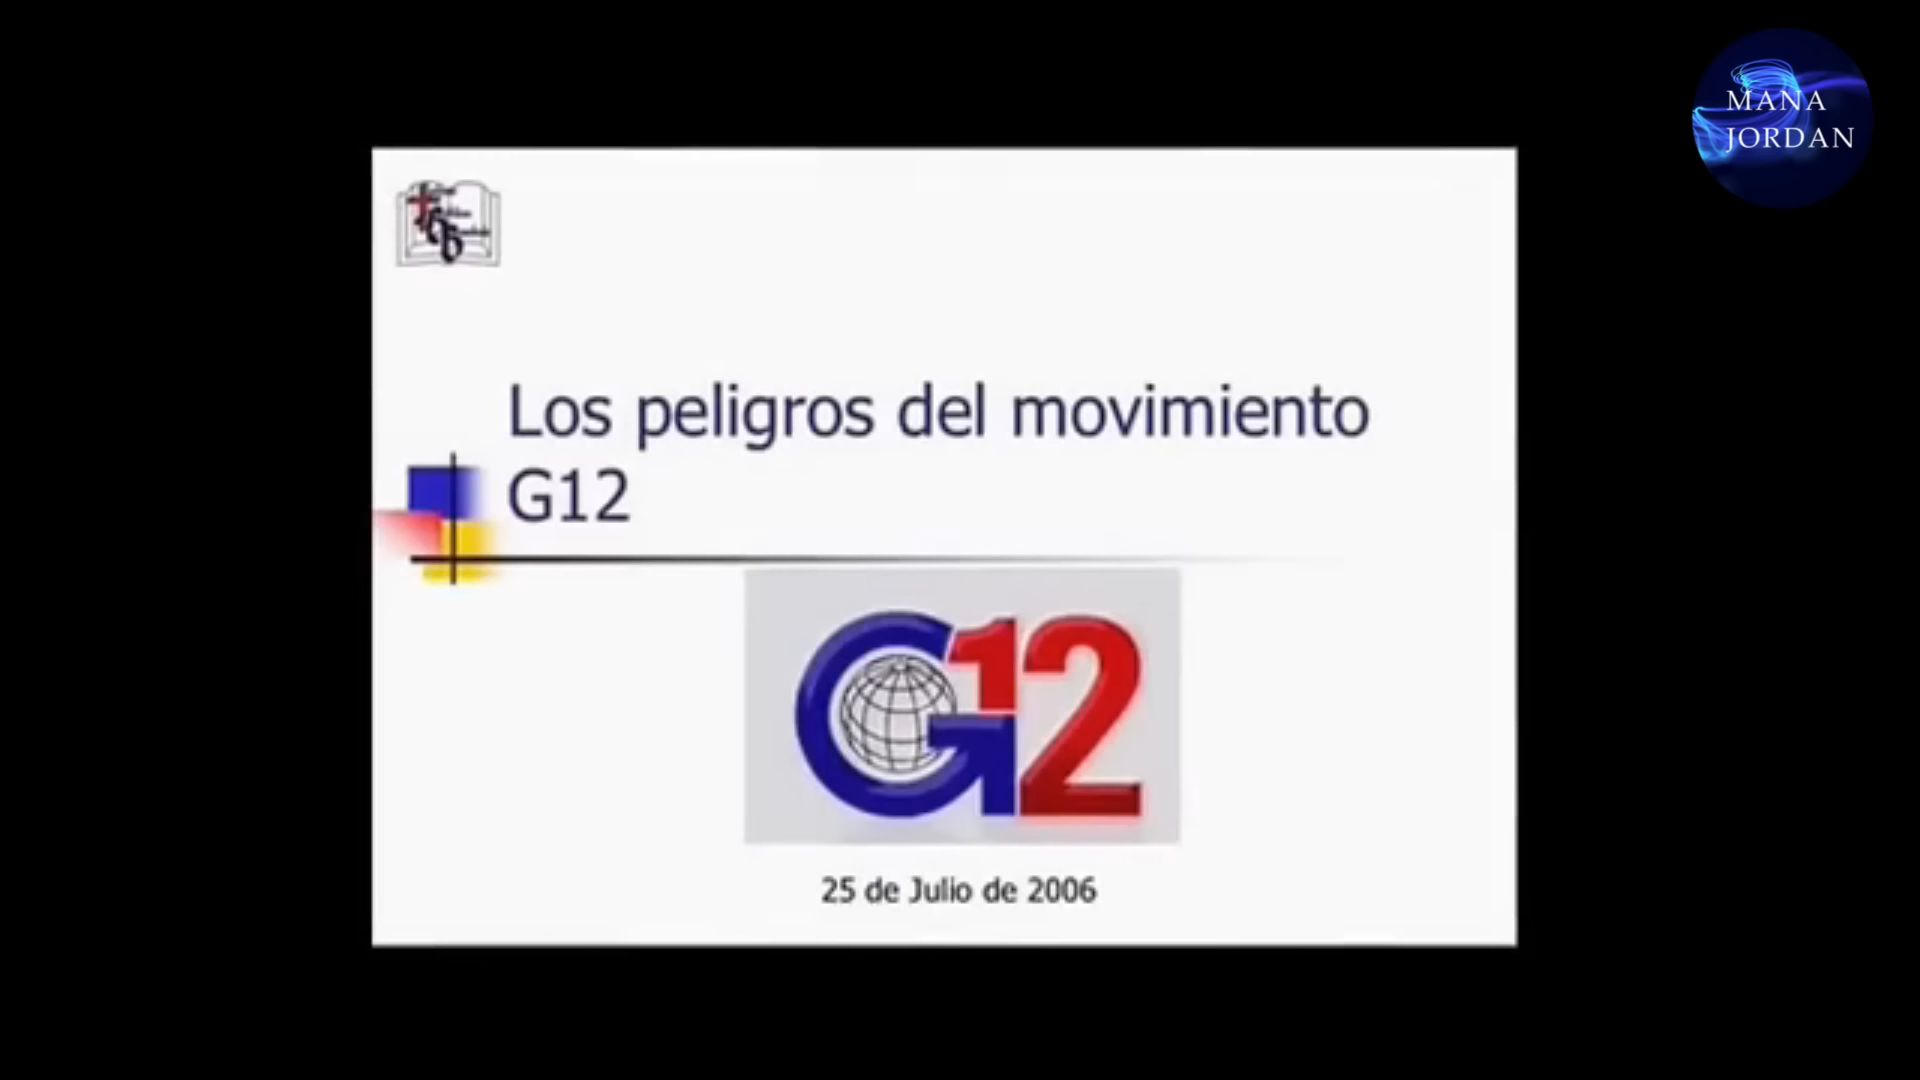 MANA
JORDAN
Los peligros del movimiento
G12
G12
25 de Julio de 2006